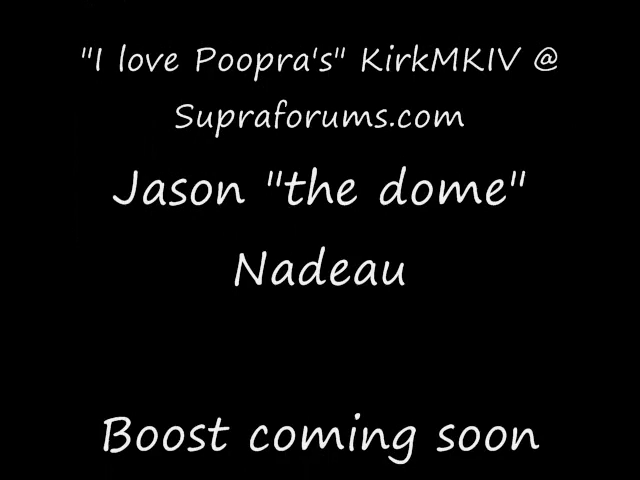 "I love Poopra's" KirkMKIV @
Supraforums.com
Jason "the dome"
Nadeau
Boost coming soon